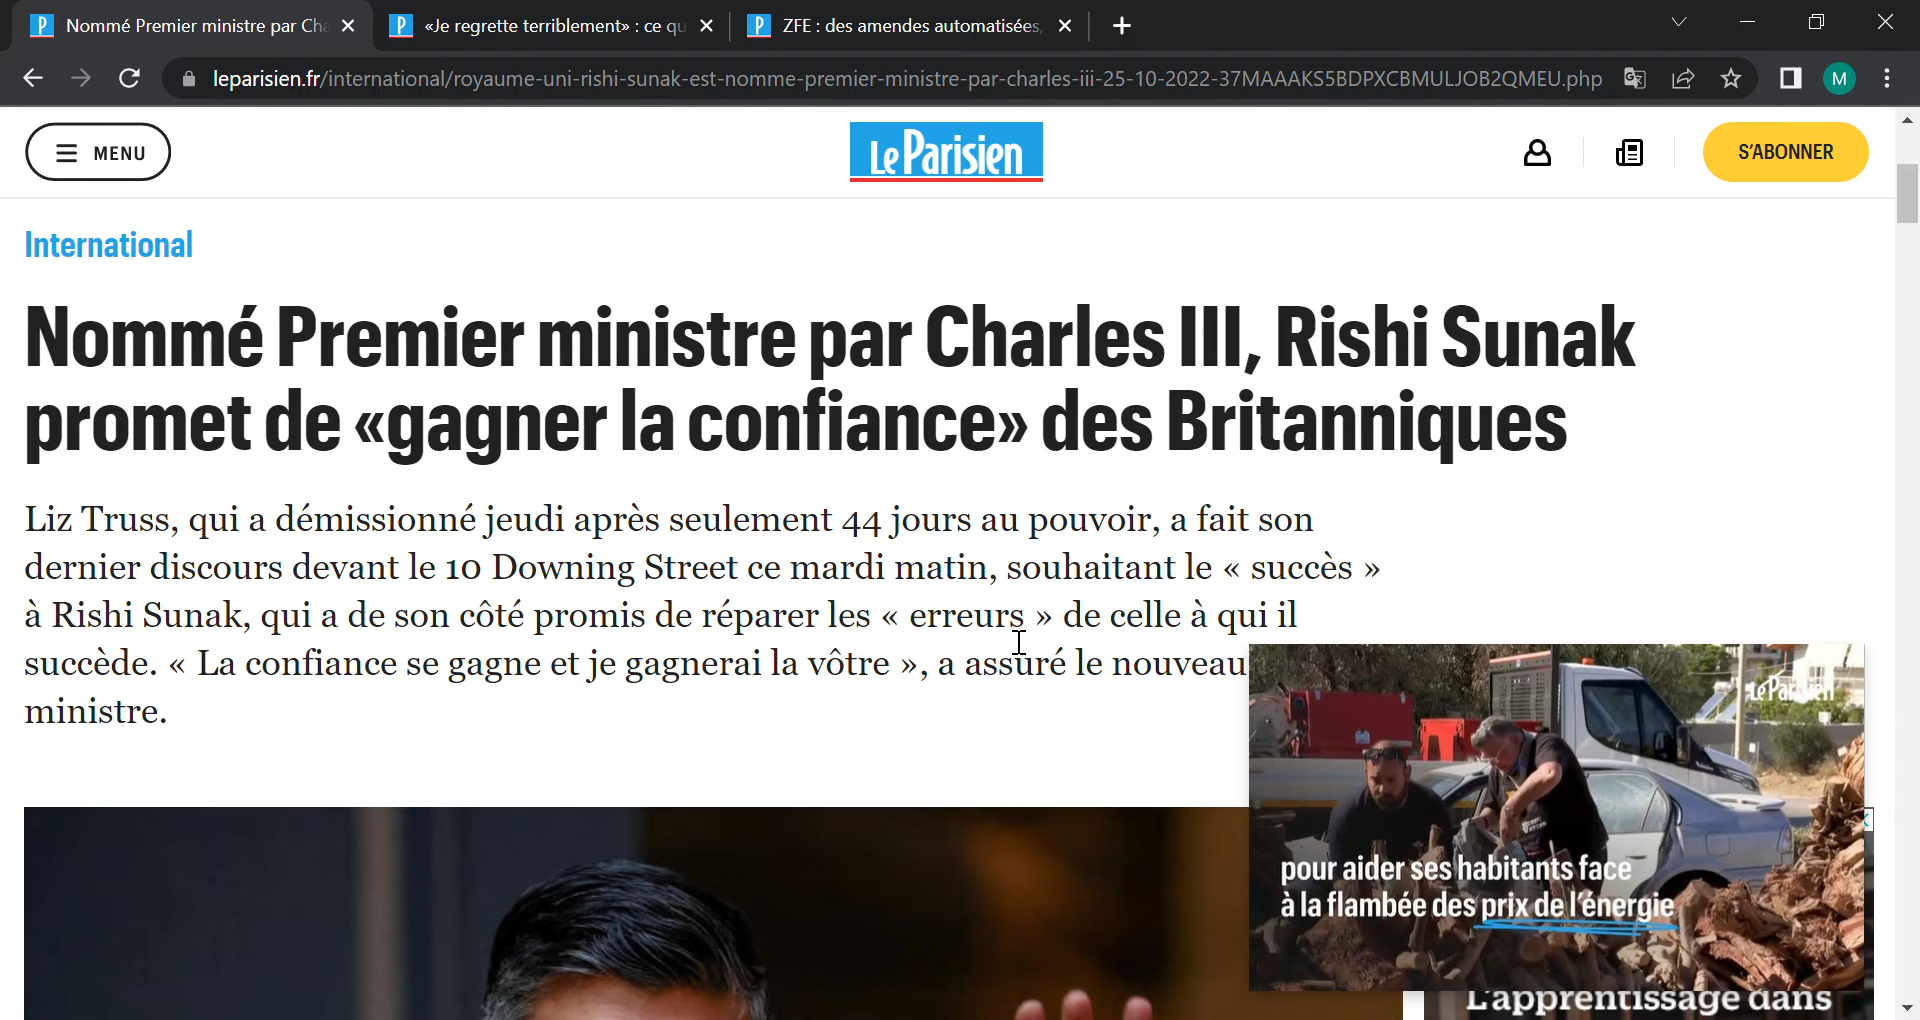 Nommé Premier ministre par Cha
«Je regrette terriblement» : ce qu
ZFE : des amendes automatisées,
leparisien.fr/international/royaume-uni-rishi-sunak-est-nomme-premier-ministre-par-charles-iii-25-10-2022-37MAAAKS5BDPXCBMULJOB2QMEU.php
M
MENU
Le Parisien
S'ABONNER
International
Nommé Premier ministre par Charles III, Rishi Sunak
promet de «gagner la confiance» des Britanniques
Liz Truss, qui a démissionné jeudi après seulement 44 jours au pouvoir, a fait son
dernier discours devant le 10 Downing Street ce mardi matin, souhaitant le « succès »
à Rishi Sunak, qui a de son côté promis de réparer les « erreurs » de celle à qui il
succède. « La confiance se gagne et je gagnerai la vôtre », a assuré le nouveau
ministre.
Le Parisien
pour aider ses habitants face
à la flambée des prix de l'énergie
L'apprentissage dans